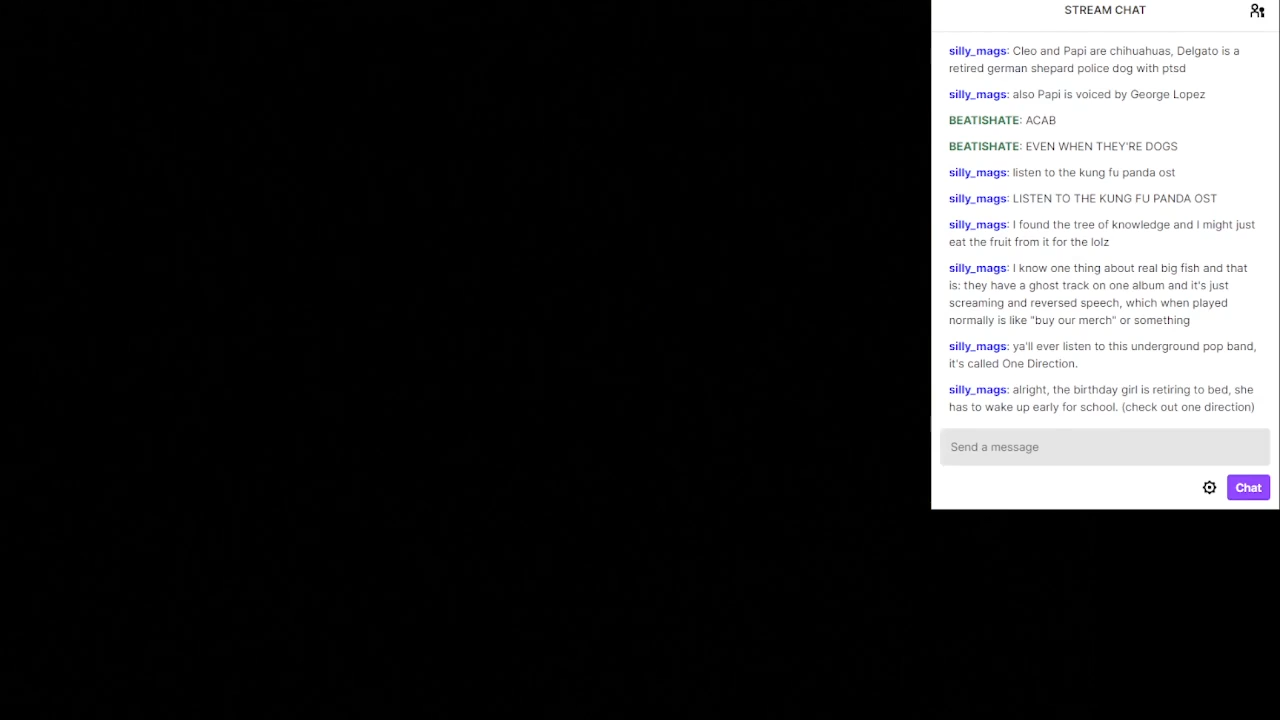 STREAM CHAT
silly_mags: Cleo and Papi are chihuahuas, Delgato is a
retired german shepard police dog with ptsd
silly_mags: also Papi is voiced by George Lopez
BEATISHATE: ACAB
BEATISHATE: EVEN WHEN THEY'RE DOGS
silly_mags: listen to the kung fu panda ost
silly_mags: LISTEN TO THE KUNG FU PANDA OST
silly_mags: I found the tree of knowledge and I might just
eat the fruit from it for the lolz
silly_mags: I know one thing about real big fish and that
is: they have a ghost track on one album and it's just
screaming and reversed speech, which when played
normally is like "buy our merch" or something
silly_mags: ya'll ever listen to this underground pop band,
it's called One Direction.
silly_mags: alright, the birthday girl is retiring to bed, she
has to wake up early for school. (check out one direction)
Send a message
Chat